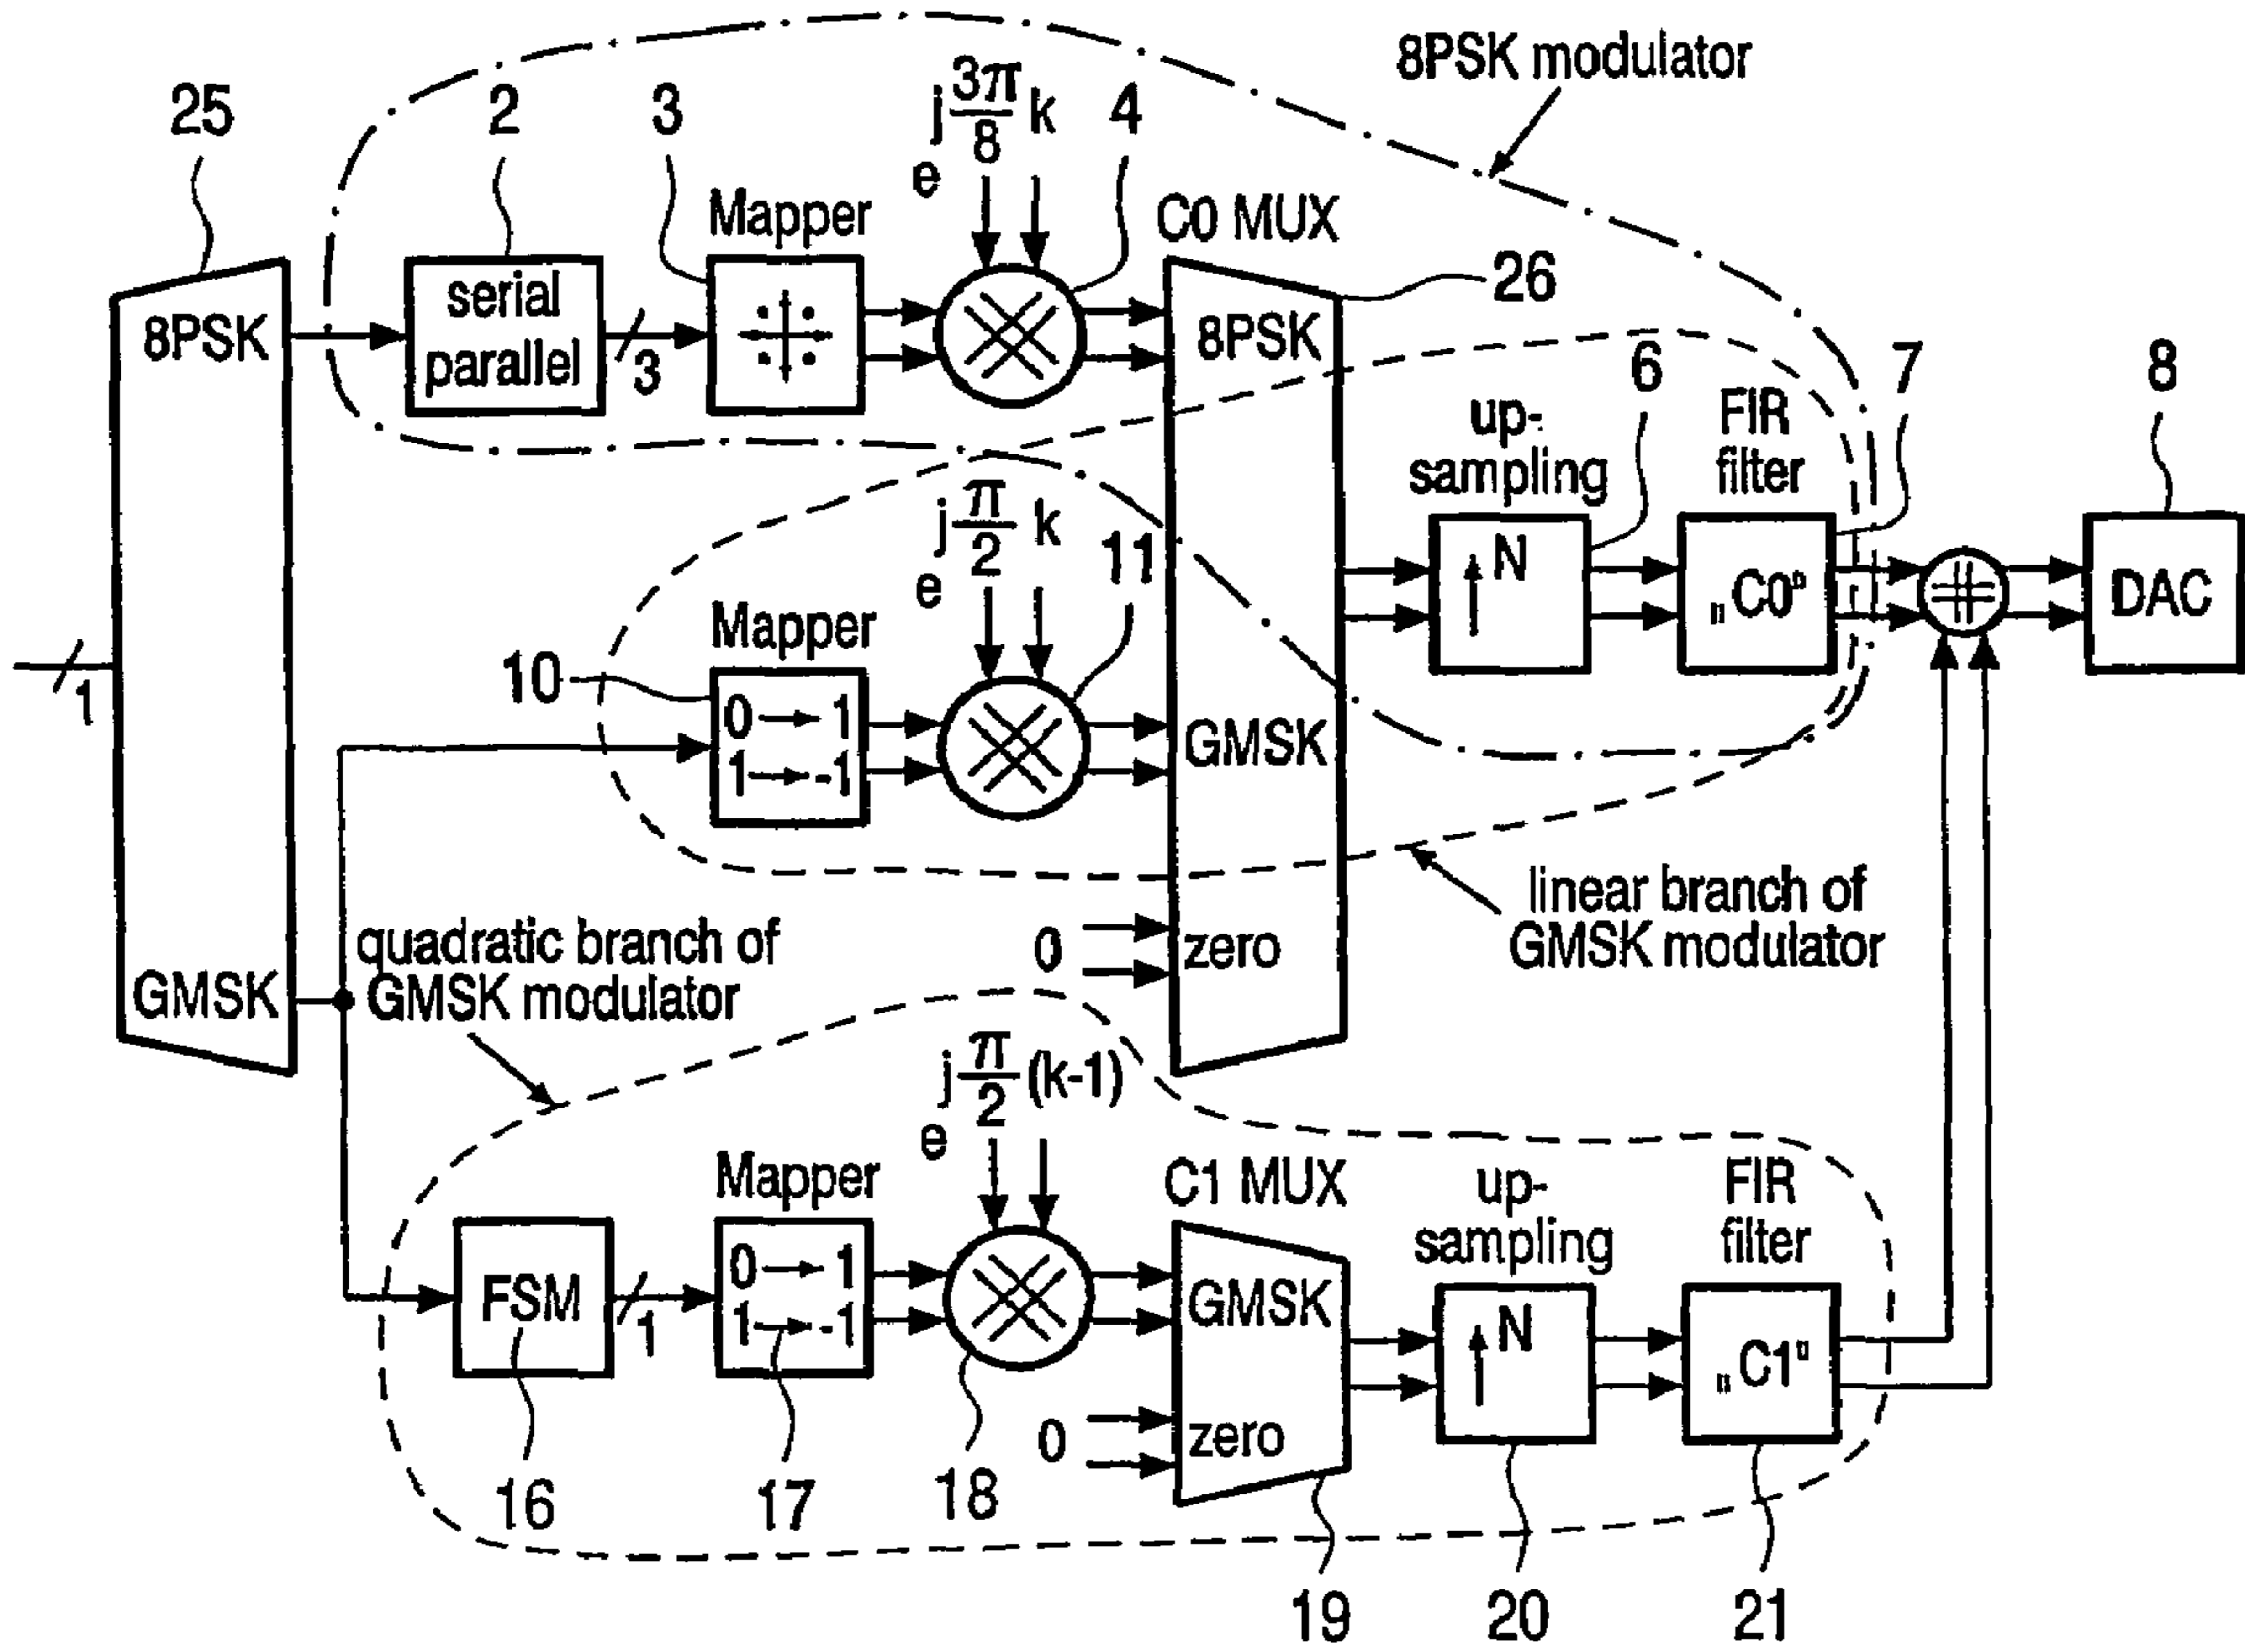 8PSK modulator
25
2
3
e j 3π/8 k
4
Mapper
C0 MUX
26
8PSK
serial
parallel
3
8PSK
6
7
8
up-
sampling
FIR
filter
e j π/2 k
11
N
„C0“
DAC
Mapper
10
0 → 1
1 → -1
GMSK
1
linear branch of
GMSK modulator
quadratic branch of
GMSK modulator
0
zero
GMSK
e j π/2 (k-1)
Mapper
C1 MUX
up-
sampling
FIR
filter
FSM
1
0 → 1
1 → -1
GMSK
N
„C1“
0
zero
16
17
18
19
20
21